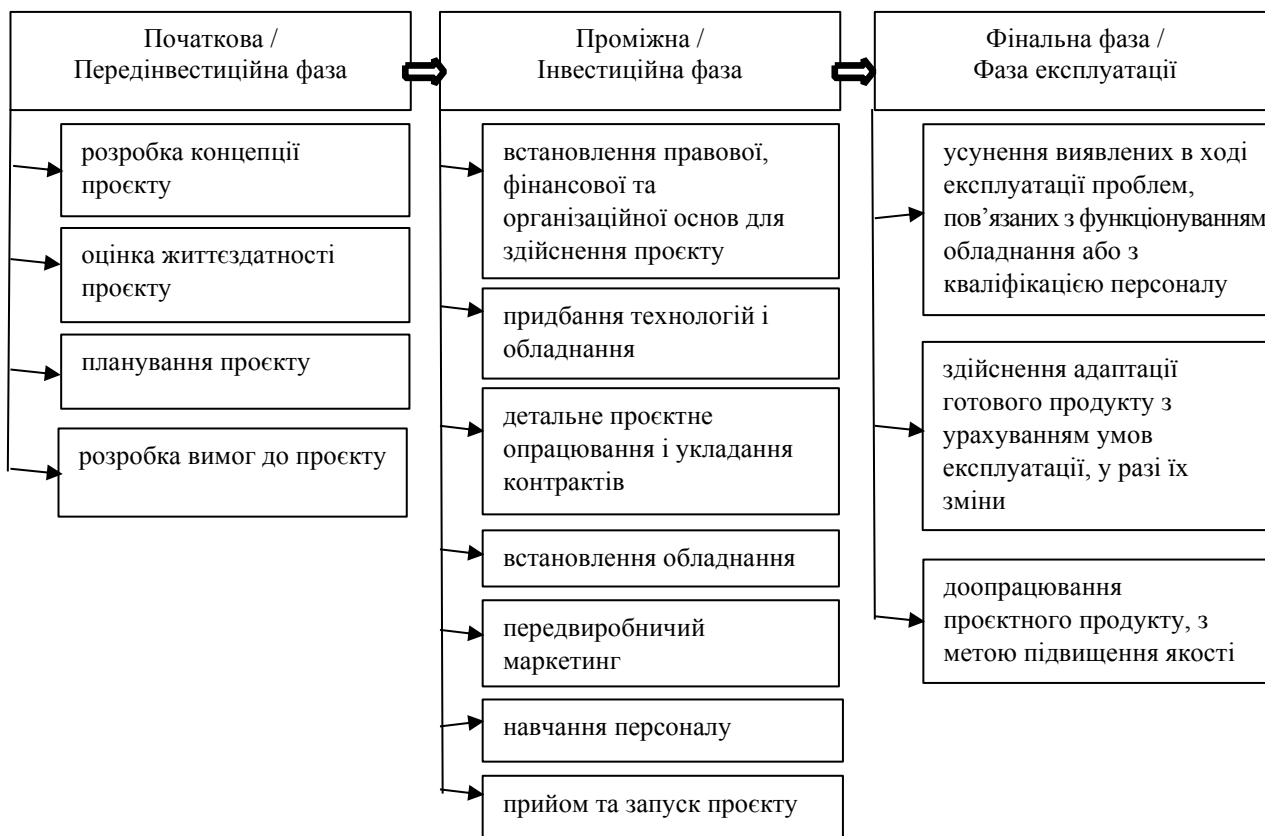 Початкова /
Передінвестиційна фаза
розробка концепції
проєкту
оцінка життєздатності
проєкту
планування проєкту
розробка вимог до проєкту
Проміжна /
Інвестиційна фаза
встановлення правової,
фінансової та
організаційної основ для
здійснення проєкту
придбання технологій і
обладнання
детальне проєктне
опрацювання і укладання
контрактів
встановлення обладнання
передвиробничий
маркетинг
навчання персоналу
прийом та запуск проєкту
Фінальна фаза /
Фаза експлуатації
усунення виявлених в ході
експлуатації проблем,
пов’язаних з функціонуванням
обладнання або з
кваліфікацією персоналу
здійснення адаптації
готового продукту з
урахуванням умов
експлуатації, у разі їх
зміни
доопрацювання
проєктного продукту, з
метою підвищення якості